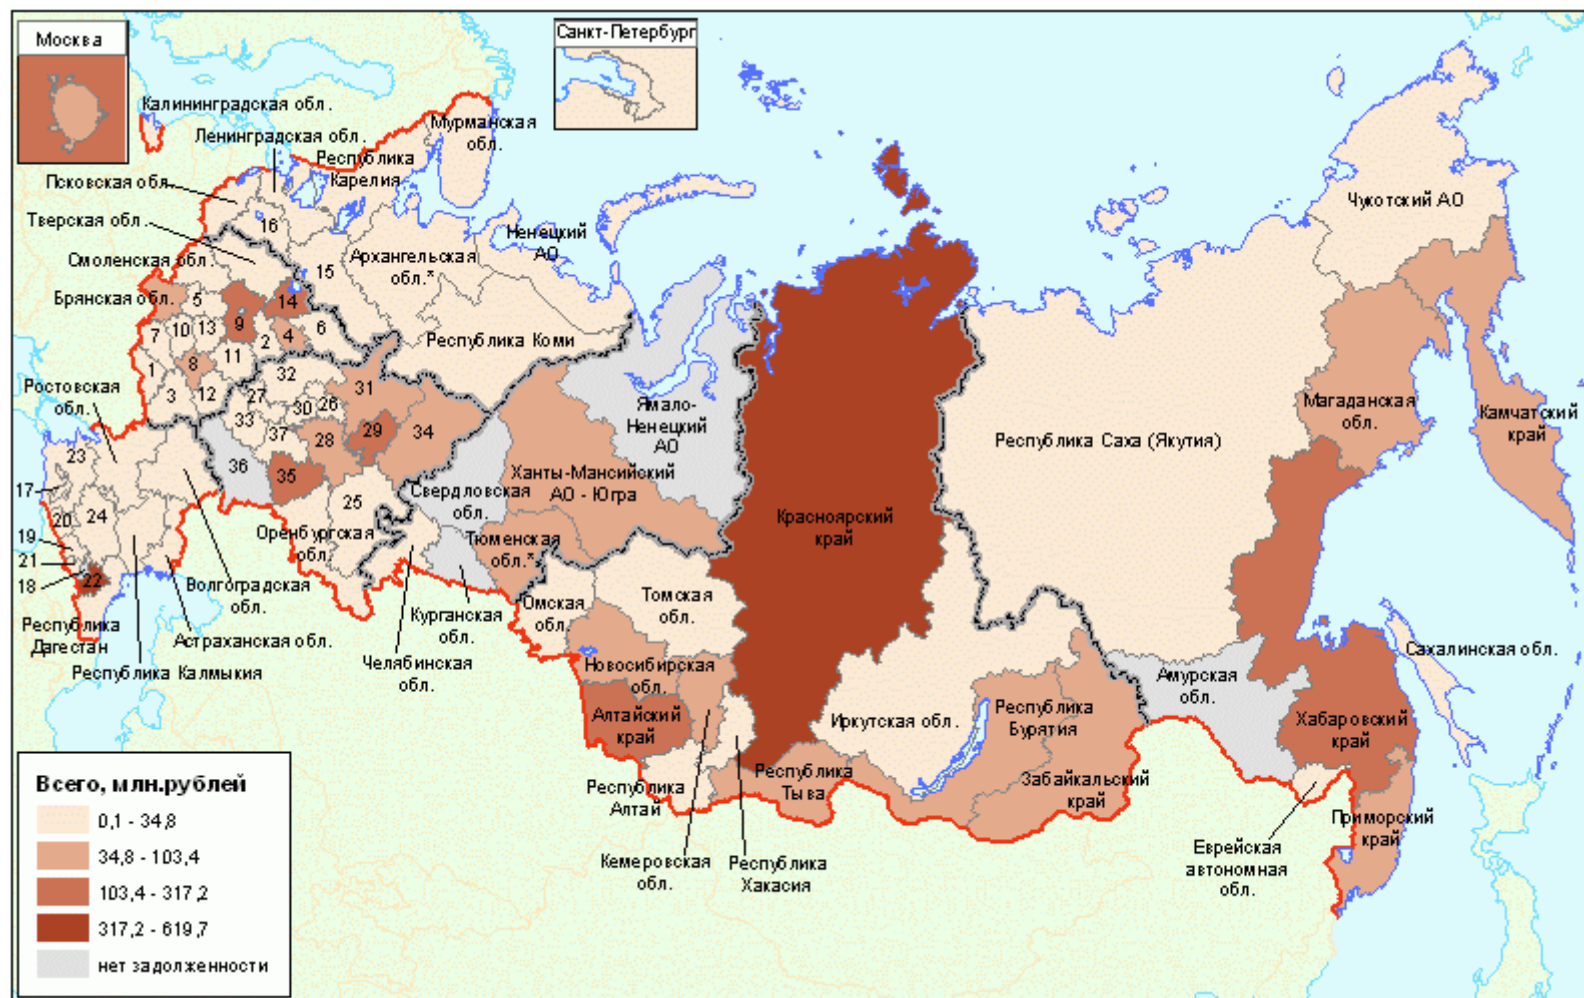 Москва
Санкт-Петербург
Калининградская обл.
Ленинградская обл.
Мурманская
обл.
Республика
Карелия
Псковская обл.
Тверская обл.
16
Смоленская обл.
15
Архангельская
обл.*
Ненецкий
АО
Чукотский АО
Брянская обл.
5
14
9
6
7
10
13
2
4
Республика Коми
8
11
1
32
31
3
12
27
Ростовская
обл.
30
26
33
37
28
29
34
36
35
23
17
24
20
19
21
18
22
25
Ямало-
Ненецкий
АО
Ханты-Мансийский
АО - Югра
Свердловская
обл.
Оренбургская
обл.
Тюменская
обл.*
Красноярский
край
Республика Саха (Якутия)
Магаданская
обл.
Камчатский
край
Волгоградская
обл.
Курганская
обл.
Омская
обл.
Томская
обл.
Республика
Дагестан
Астраханская обл.
Республика Калмыкия
Челябинская
обл.
Новосибирская
обл.
Сахалинская обл.
Амурская
обл.
Алтайский
край
Иркутская обл.
Республика
Бурятия
Хабаровский
край
Республика
Алтай
Республика
Тыва
Забайкальский
край
Приморский
край
Кемеровская
обл.
Республика
Хакасия
Еврейская
автономная
обл.
Всего, млн.рублей
0,1 - 34,8
34,8 - 103,4
103,4 - 317,2
317,2 - 619,7
нет задолженности